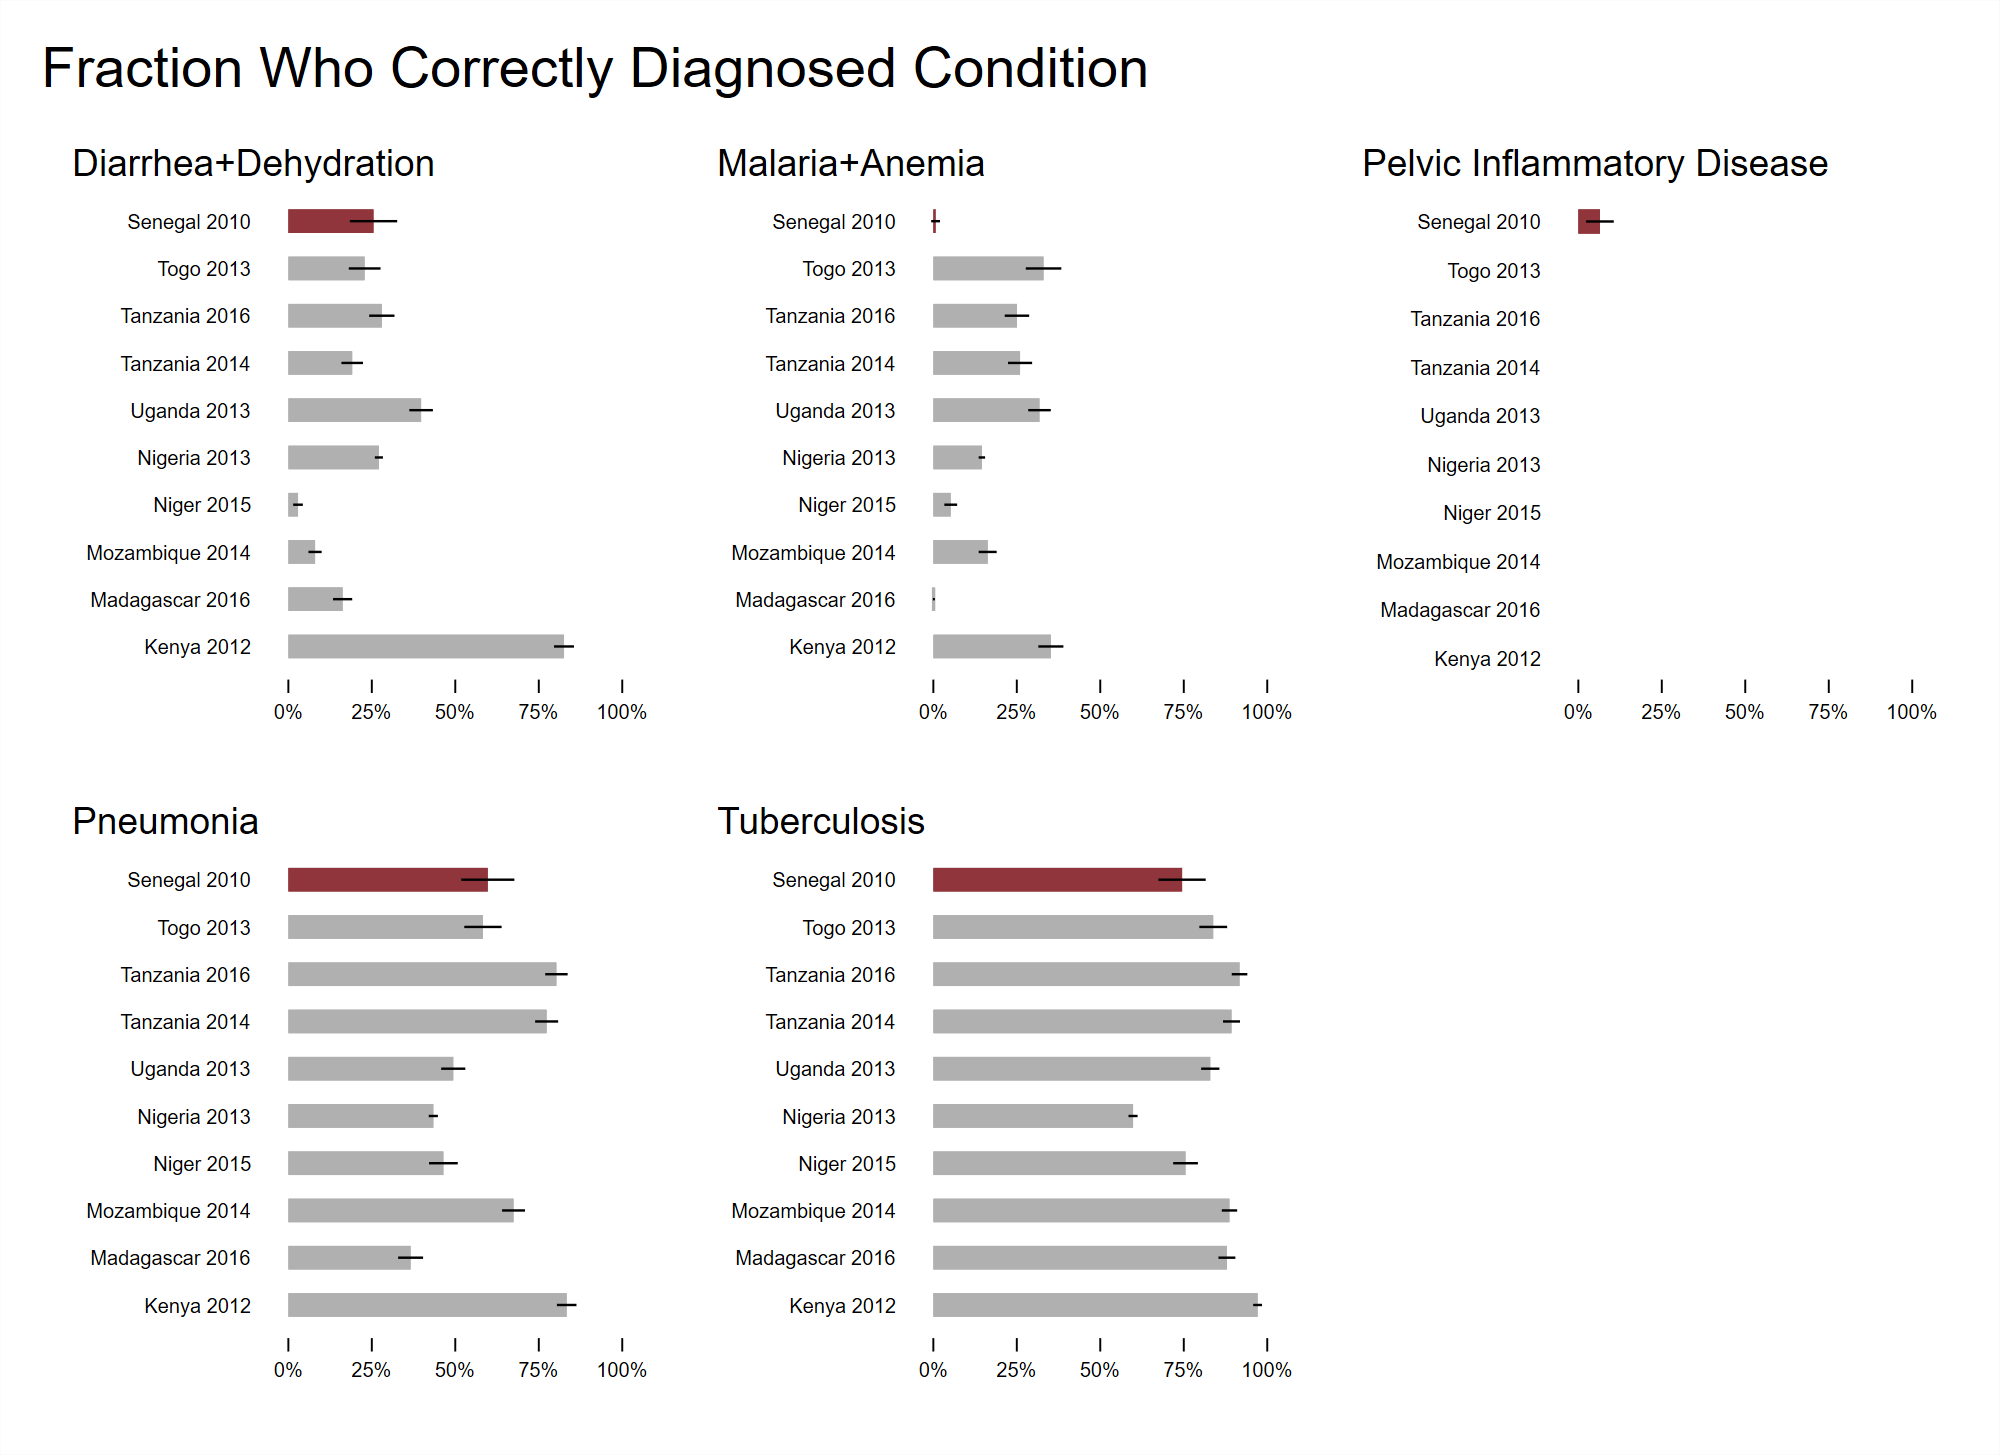 Fraction Who Correctly Diagnosed Condition
Diarrhea+Dehydration
Senegal 2010
Togo 2013
Tanzania 2016
Tanzania 2014
Uganda 2013
Nigeria 2013
Niger 2015
Mozambique 2014
Madagascar 2016
Kenya 2012
0% 25% 50% 75% 100%
Malaria+Anemia
Senegal 2010
Togo 2013
Tanzania 2016
Tanzania 2014
Uganda 2013
Nigeria 2013
Niger 2015
Mozambique 2014
Madagascar 2016
Kenya 2012
0% 25% 50% 75% 100%
Pelvic Inflammatory Disease
Senegal 2010
Togo 2013
Tanzania 2016
Tanzania 2014
Uganda 2013
Nigeria 2013
Niger 2015
Mozambique 2014
Madagascar 2016
Kenya 2012
0% 25% 50% 75% 100%
Pneumonia
Senegal 2010
Togo 2013
Tanzania 2016
Tanzania 2014
Uganda 2013
Nigeria 2013
Niger 2015
Mozambique 2014
Madagascar 2016
Kenya 2012
0% 25% 50% 75% 100%
Tuberculosis
Senegal 2010
Togo 2013
Tanzania 2016
Tanzania 2014
Uganda 2013
Nigeria 2013
Niger 2015
Mozambique 2014
Madagascar 2016
Kenya 2012
0% 25% 50% 75% 100%